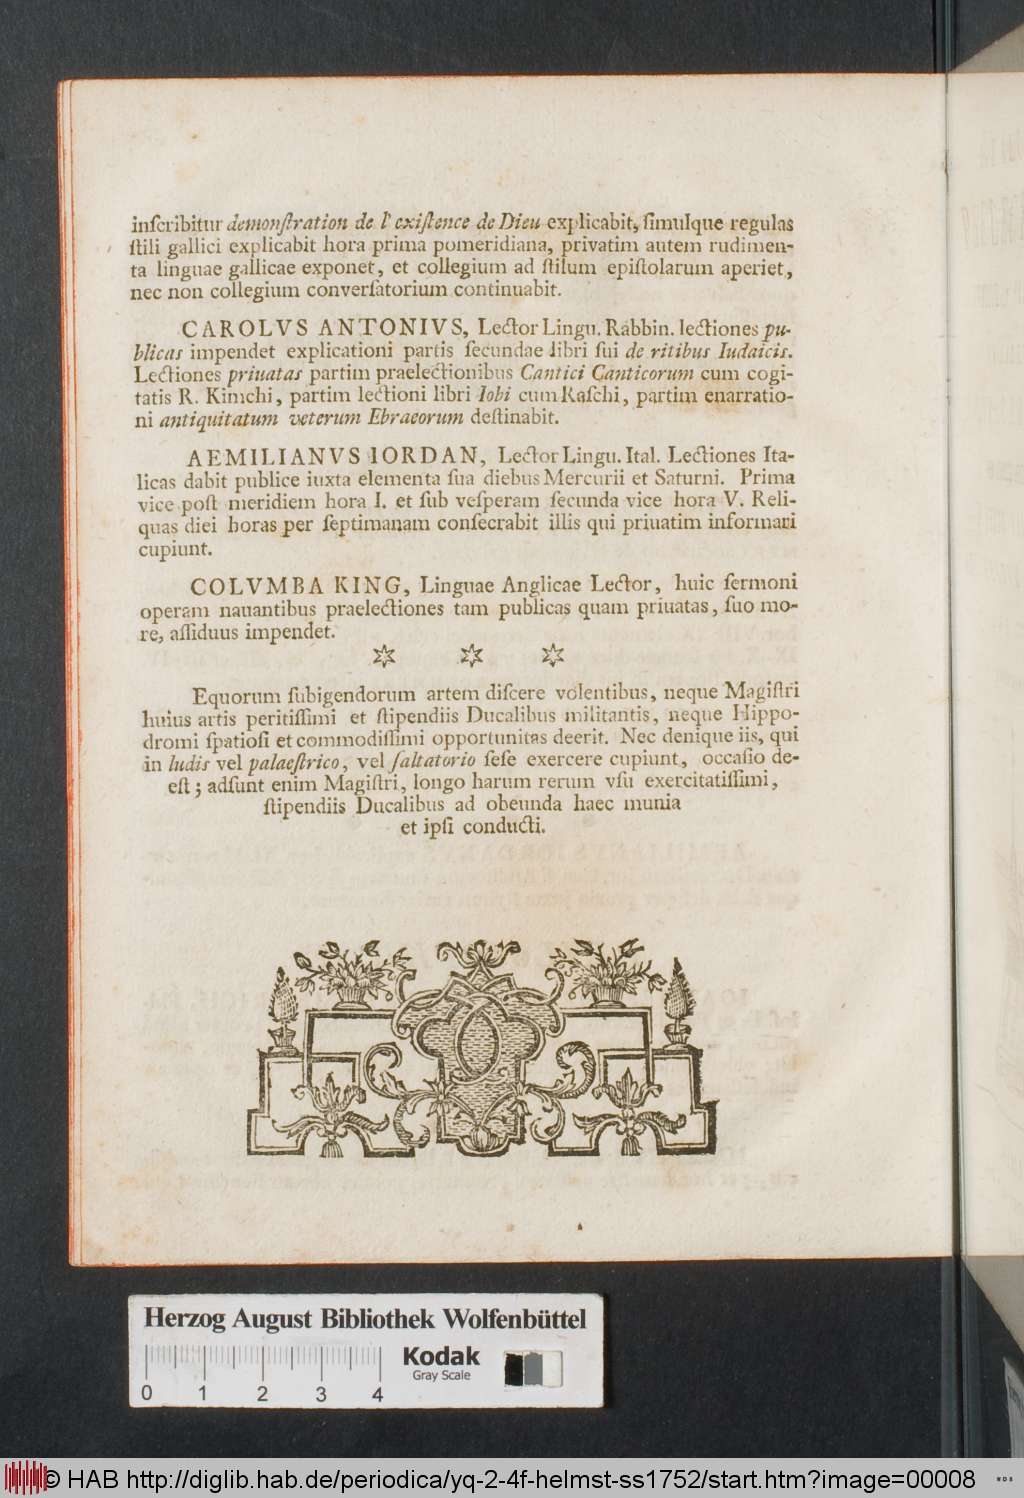 inſcribitur demonſtration de l' exiſtence de Dieu explicabit, ſimulque regulas
ſtili gallici explicabit hora prima pomeridiana, privatim autem rudimen-
ta linguae gallicae exponet, et collegium ad ſtilum epiſtolarum aperiet,
nec non collegium converſatorium continuabit.
CAROLVS ANTONIVS, Lector Lingu. Rabbin. lectiones pu-
blicas impendet explicationi partis ſecundae libri ſui de ritibus Iudaicis.
Lectiones priuatas partim praelectionibus Cantici Canticorum cum cogi-
tatis R. Kimchi, partim lectioni libri Iobi cum Raſchi, partim enarratio-
ni antiquitatum veterum Ebraeorum deſtinabit.
AEMILIANVS IORDAN, Lector Lingu. Ital. Lectiones Ita-
licas dabit publice iuxta elementa ſua diebus Mercurii et Saturni. Prima
vice poſt meridiem hora I. et ſub veſperam ſecunda vice hora V. Reli-
quas diei horas per ſeptimanam conſecrabit illis qui priuatim informari
cupiunt.
COLVMBA KING, Linguae Anglicae Lector, huic ſermoni
operam nauantibus praelectiones tam publicas quam priuatas, ſuo mo-
re, aſſiduus impendet.
Equorum ſubigendorum artem diſcere volentibus, neque Magiſtri
huius artis peritiſſimi et ſtipendiis Ducalibus militantis, neque Hippo-
dromi ſpatioſi et commodiſſimi opportunitas deerit. Nec denique iis, qui
in ludis vel palaeſtrico, vel ſaltatorio ſeſe exercere cupiunt, occaſio de-
eſt; adſunt enim Magiſtri, longo harum rerum vſu exercitatiſſimi,
ſtipendiis Ducalibus ad obeunda haec munia
et ipſi conducti.
Herzog August Bibliothek Wolfenbüttel
Kodak
Gray Scale
0 1 2 3 4
© HAB http://diglib.hab.de/periodica/yq-2-4f-helmst-ss1752/start.htm?image=00008